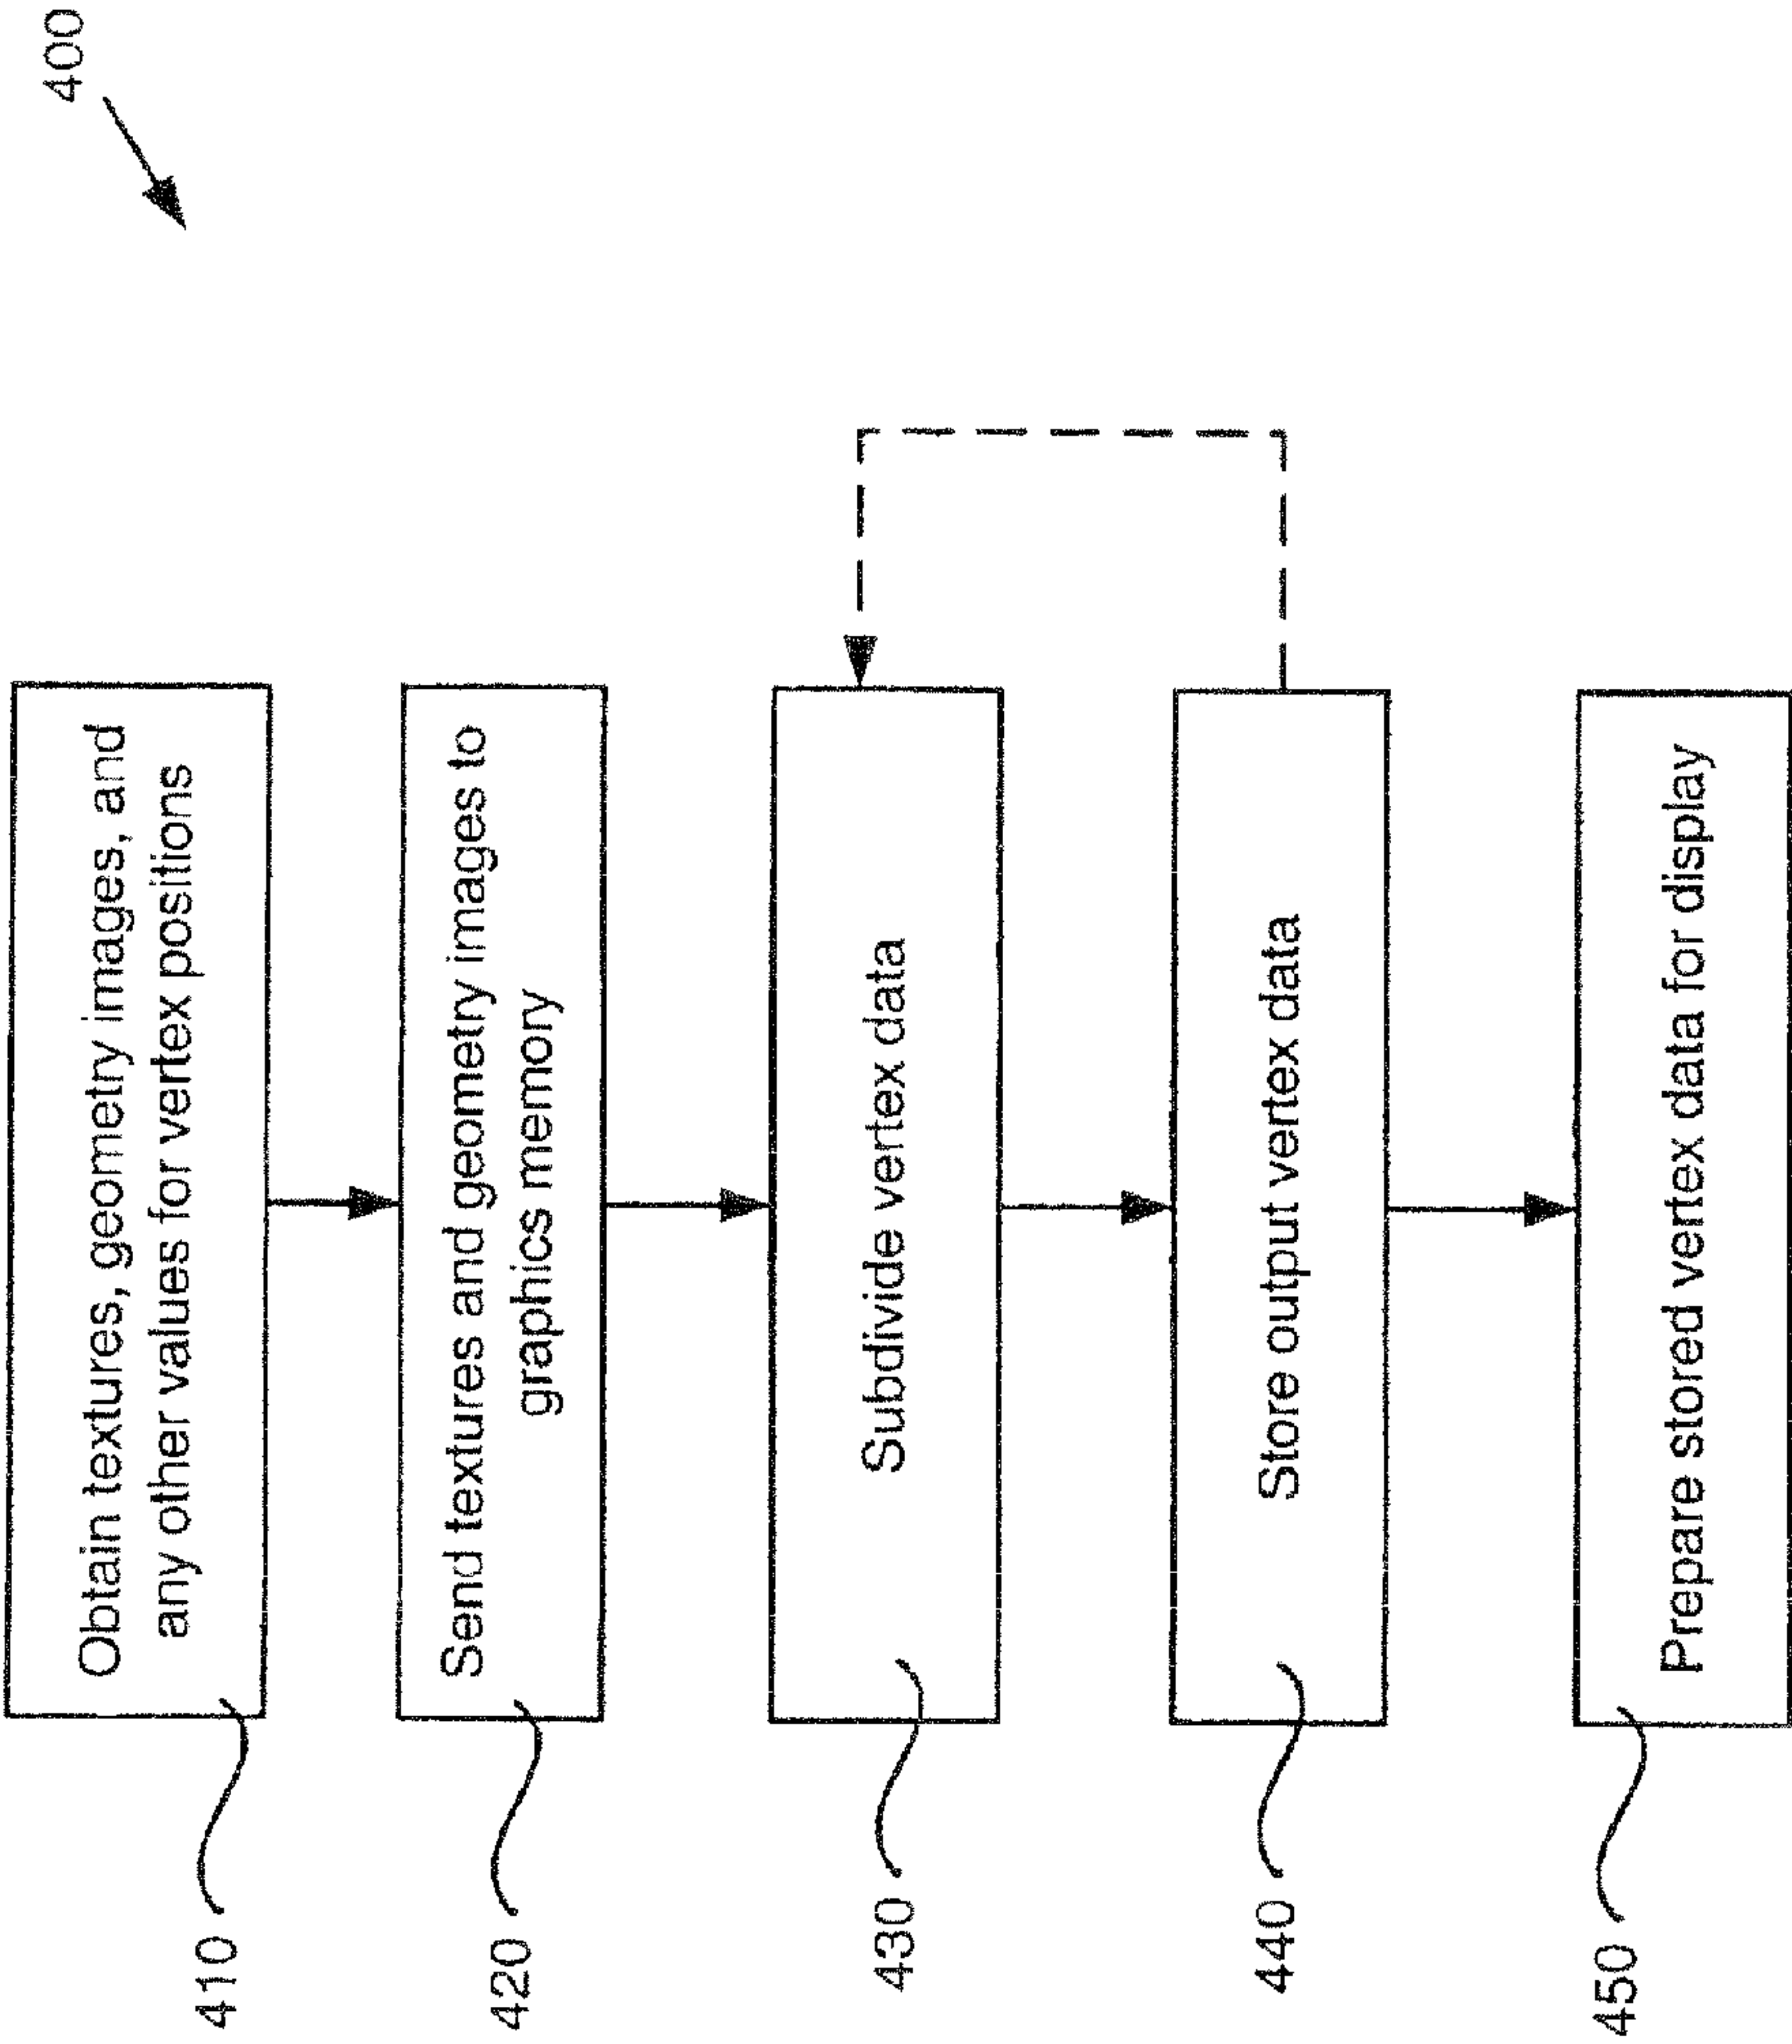 400
410
Obtain textures, geometry images, and
any other values for vertex positions
420
Send textures and geometry images to
graphics memory
430
Subdivide vertex data
440
Store output vertex data
450
Prepare stored vertex data for display